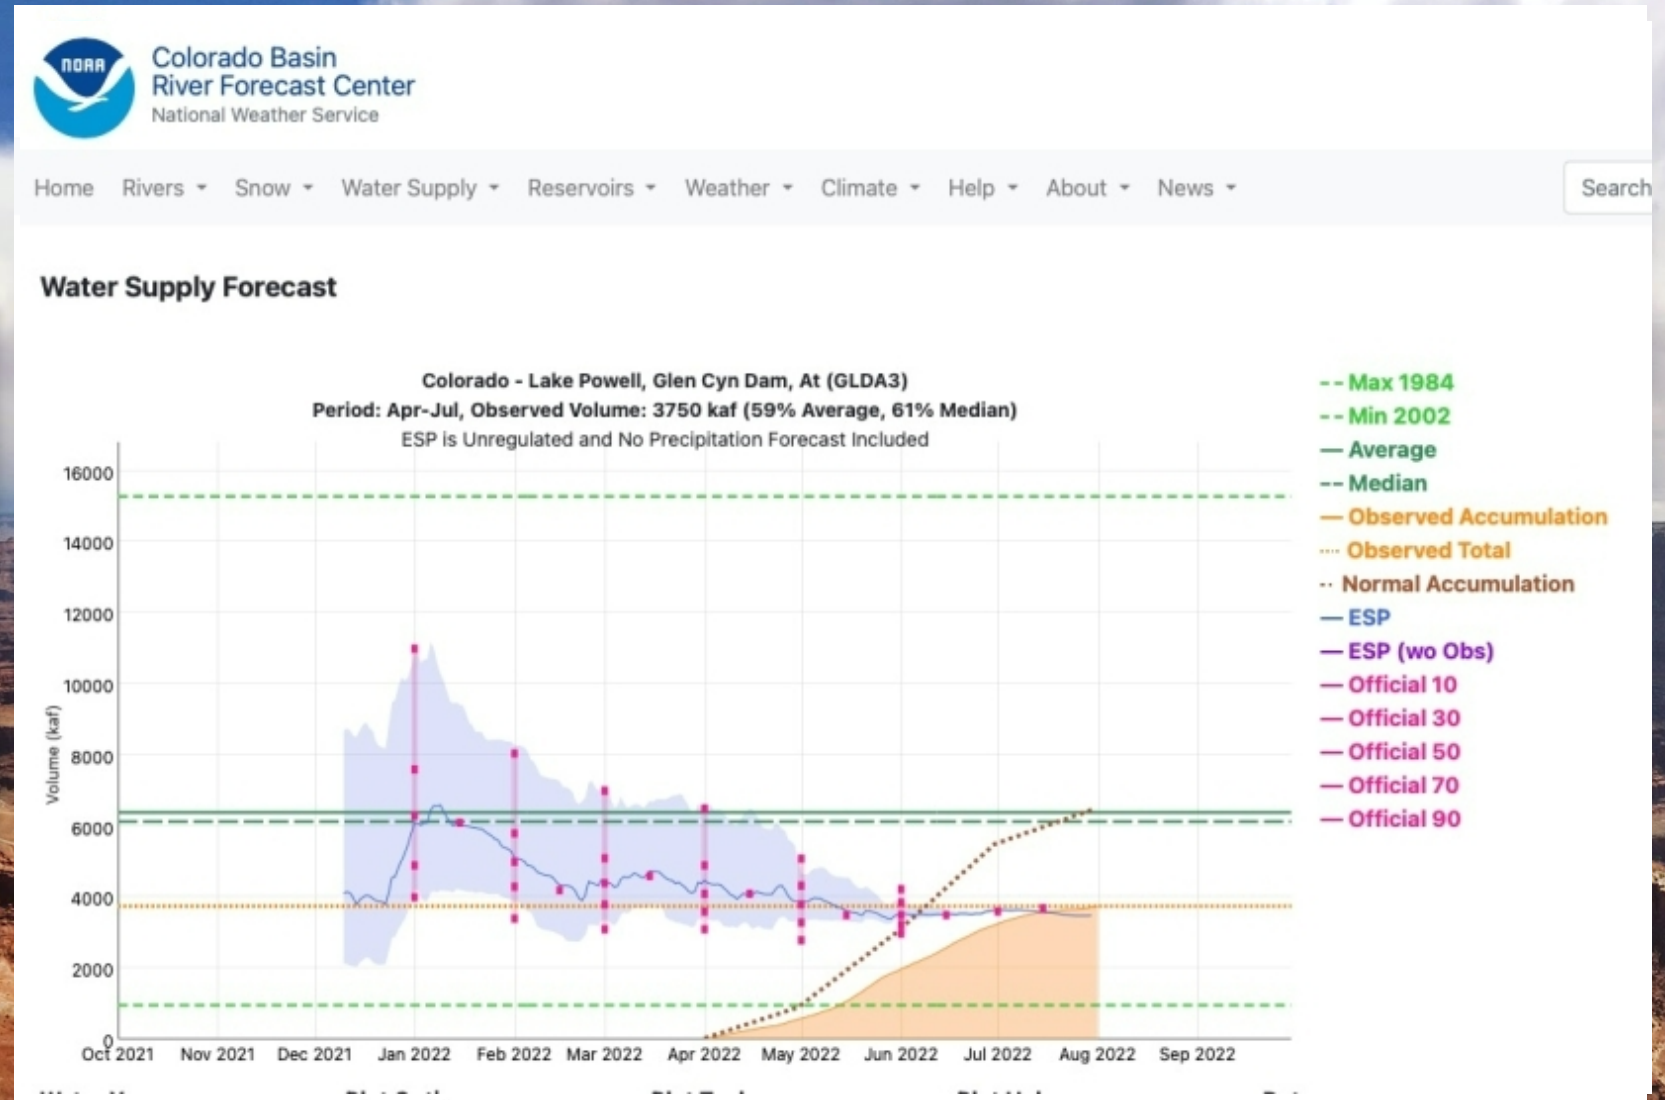 NOAA
Colorado Basin
River Forecast Center
National Weather Service
Home Rivers Snow Water Supply Reservoirs Weather Climate Help About News Search
Water Supply Forecast
Colorado - Lake Powell, Glen Cyn Dam, At (GLDA3)
Period: Apr-Jul, Observed Volume: 3750 kaf (59% Average, 61% Median)
ESP is Unregulated and No Precipitation Forecast Included
Max 1984
Min 2002
Average
Median
Observed Accumulation
Observed Total
Normal Accumulation
ESP
ESP (wo Obs)
Official 10
Official 30
Official 50
Official 70
Official 90
Volume (kaf)
16000
14000
12000
10000
8000
6000
4000
2000
0
Oct 2021 Nov 2021 Dec 2021 Jan 2022 Feb 2022 Mar 2022 Apr 2022 May 2022 Jun 2022 Jul 2022 Aug 2022 Sep 2022